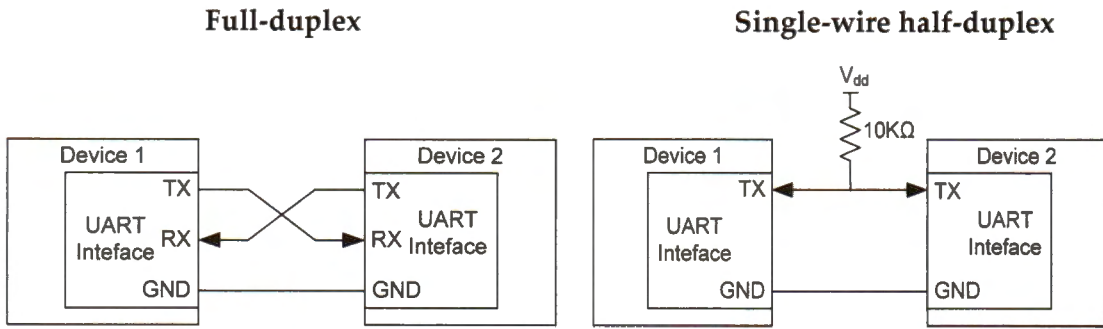 Full-duplex
Device 1
TX
UART
Inteface
RX
GND
Device 2
TX
UART
Inteface
RX
GND
Single-wire half-duplex
Vdd
10KΩ
Device 1
TX
UART
Inteface
GND
Device 2
TX
UART
Inteface
GND